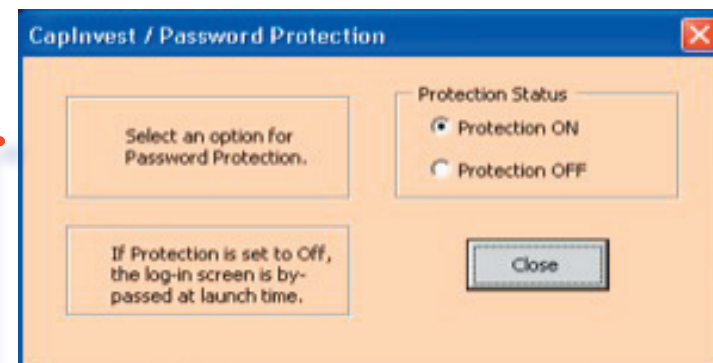 CapInvest / Password Protection
Select an option for
Password Protection.
Protection Status
Protection ON
Protection OFF
If Protection is set to Off,
the log-in screen is by-
passed at launch time.
Close